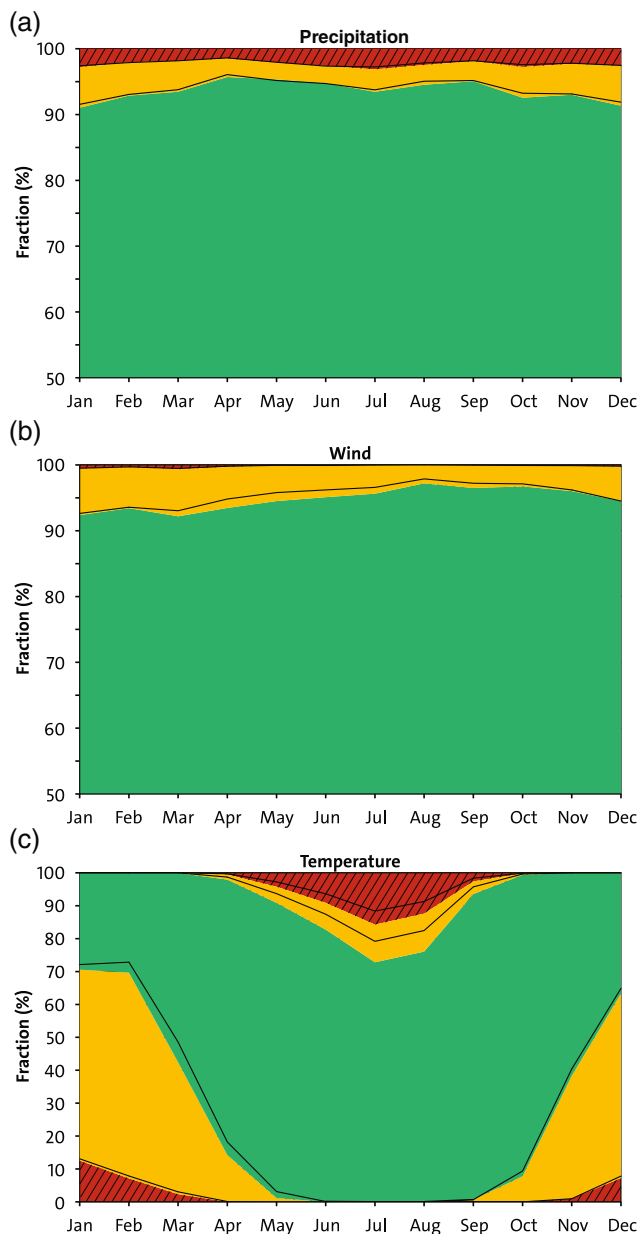 (a)
Precipitation
100
90
80
70
60
50
Fraction (%)
Jan Feb Mar Apr May Jun Jul Aug Sep Oct Nov Dec
(b)
Wind
100
90
80
70
60
50
Fraction (%)
Jan Feb Mar Apr May Jun Jul Aug Sep Oct Nov Dec
(c)
Temperature
100
90
80
70
60
50
40
30
20
10
0
Fraction (%)
Jan Feb Mar Apr May Jun Jul Aug Sep Oct Nov Dec